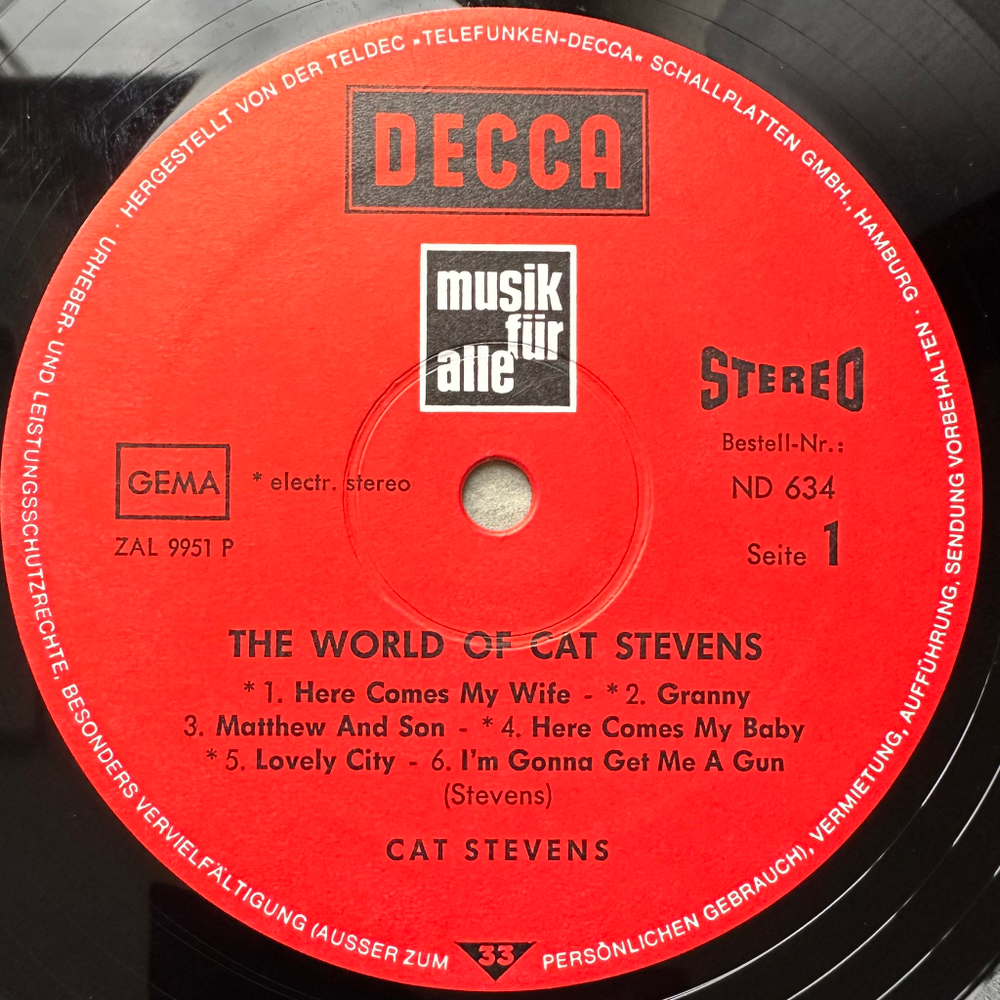 HERGESTELLT VON DER TELDEC »TELEFUNKEN-DECCA« SCHALLPLATTEN GMBH., HAMBURG · URHEBER- UND LEISTUNGSSCHUTZRECHTE, BESONDERS VERVIELFÄLTIGUNG (AUSSER ZUM PERSÖNLICHEN GEBRAUCH), VERMIETUNG, AUFFÜHRUNG, SENDUNG VORBEHALTEN ·
DECCA
musik
für
alle
STEREO
Bestell-Nr.:
GEMA * electr. stereo
ND 634
ZAL 9951 P
Seite 1
THE WORLD OF CAT STEVENS
* 1. Here Comes My Wife - * 2. Granny
3. Matthew And Son - * 4. Here Comes My Baby
* 5. Lovely City - 6. I'm Gonna Get Me A Gun
(Stevens)
CAT STEVENS
33